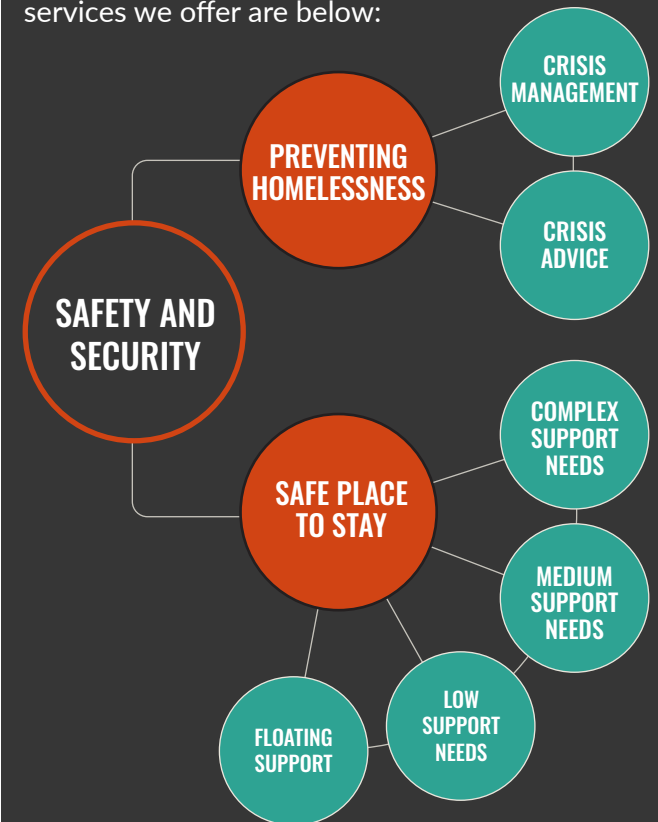 services we offer are below:
CRISIS
MANAGEMENT
PREVENTING
HOMELESSNESS
CRISIS
ADVICE
SAFETY AND
SECURITY
COMPLEX
SUPPORT
NEEDS
SAFE PLACE
TO STAY
MEDIUM
SUPPORT
NEEDS
LOW
SUPPORT
NEEDS
FLOATING
SUPPORT